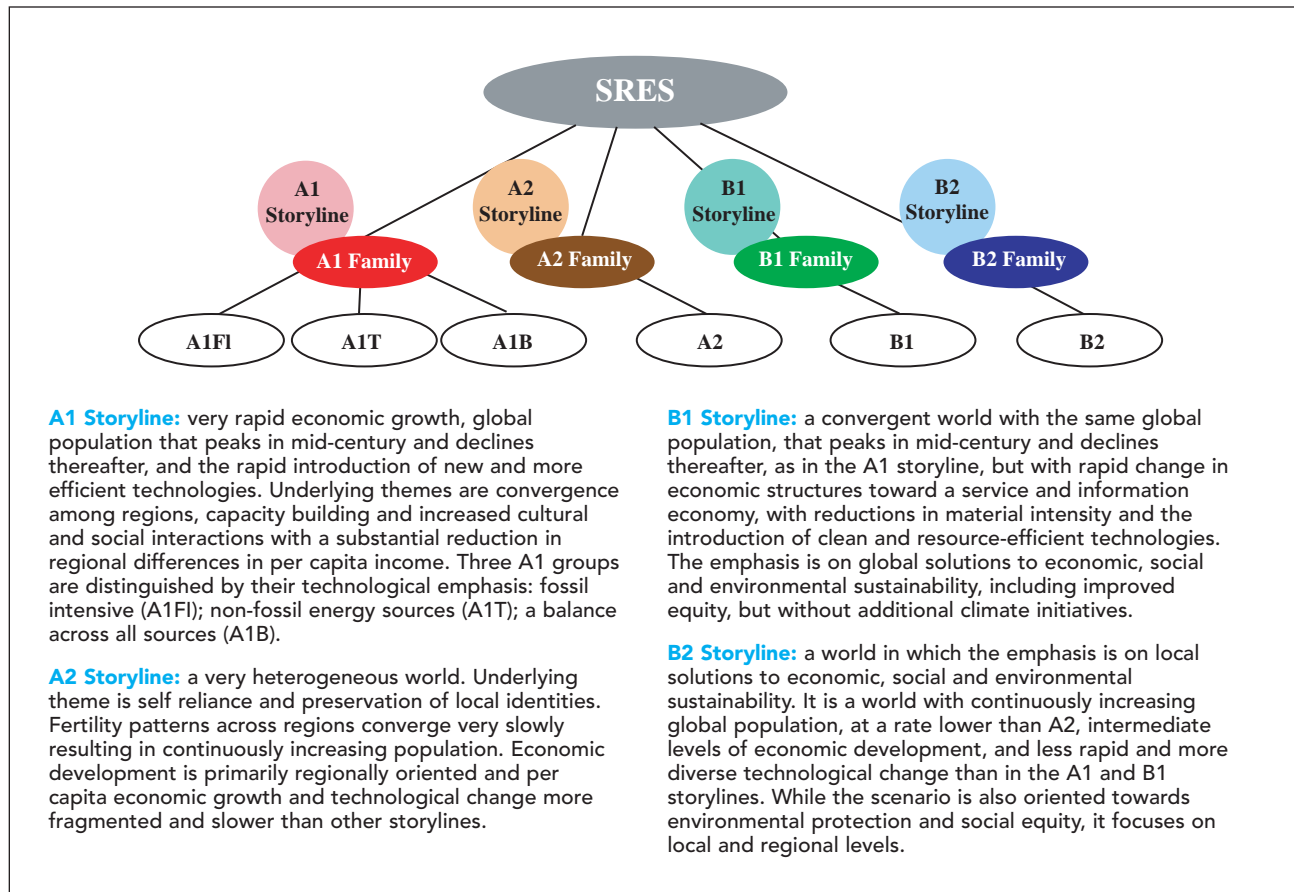 SRES
A1
Storyline
A2
Storyline
B1
Storyline
B2
Storyline
A1 Family
A2 Family
B1 Family
B2 Family
A1Fl
A1T
A1B
A2
B1
B2
A1 Storyline: very rapid economic growth, global
population that peaks in mid-century and declines
thereafter, and the rapid introduction of new and more
efficient technologies. Underlying themes are convergence
among regions, capacity building and increased cultural
and social interactions with a substantial reduction in
regional differences in per capita income. Three A1 groups
are distinguished by their technological emphasis: fossil
intensive (A1Fl); non-fossil energy sources (A1T); a balance
across all sources (A1B).
A2 Storyline: a very heterogeneous world. Underlying
theme is self reliance and preservation of local identities.
Fertility patterns across regions converge very slowly
resulting in continuously increasing population. Economic
development is primarily regionally oriented and per
capita economic growth and technological change more
fragmented and slower than other storylines.
B1 Storyline: a convergent world with the same global
population, that peaks in mid-century and declines
thereafter, as in the A1 storyline, but with rapid change in
economic structures toward a service and information
economy, with reductions in material intensity and the
introduction of clean and resource-efficient technologies.
The emphasis is on global solutions to economic, social
and environmental sustainability, including improved
equity, but without additional climate initiatives.
B2 Storyline: a world in which the emphasis is on local
solutions to economic, social and environmental
sustainability. It is a world with continuously increasing
global population, at a rate lower than A2, intermediate
levels of economic development, and less rapid and more
diverse technological change than in the A1 and B1
storylines. While the scenario is also oriented towards
environmental protection and social equity, it focuses on
local and regional levels.